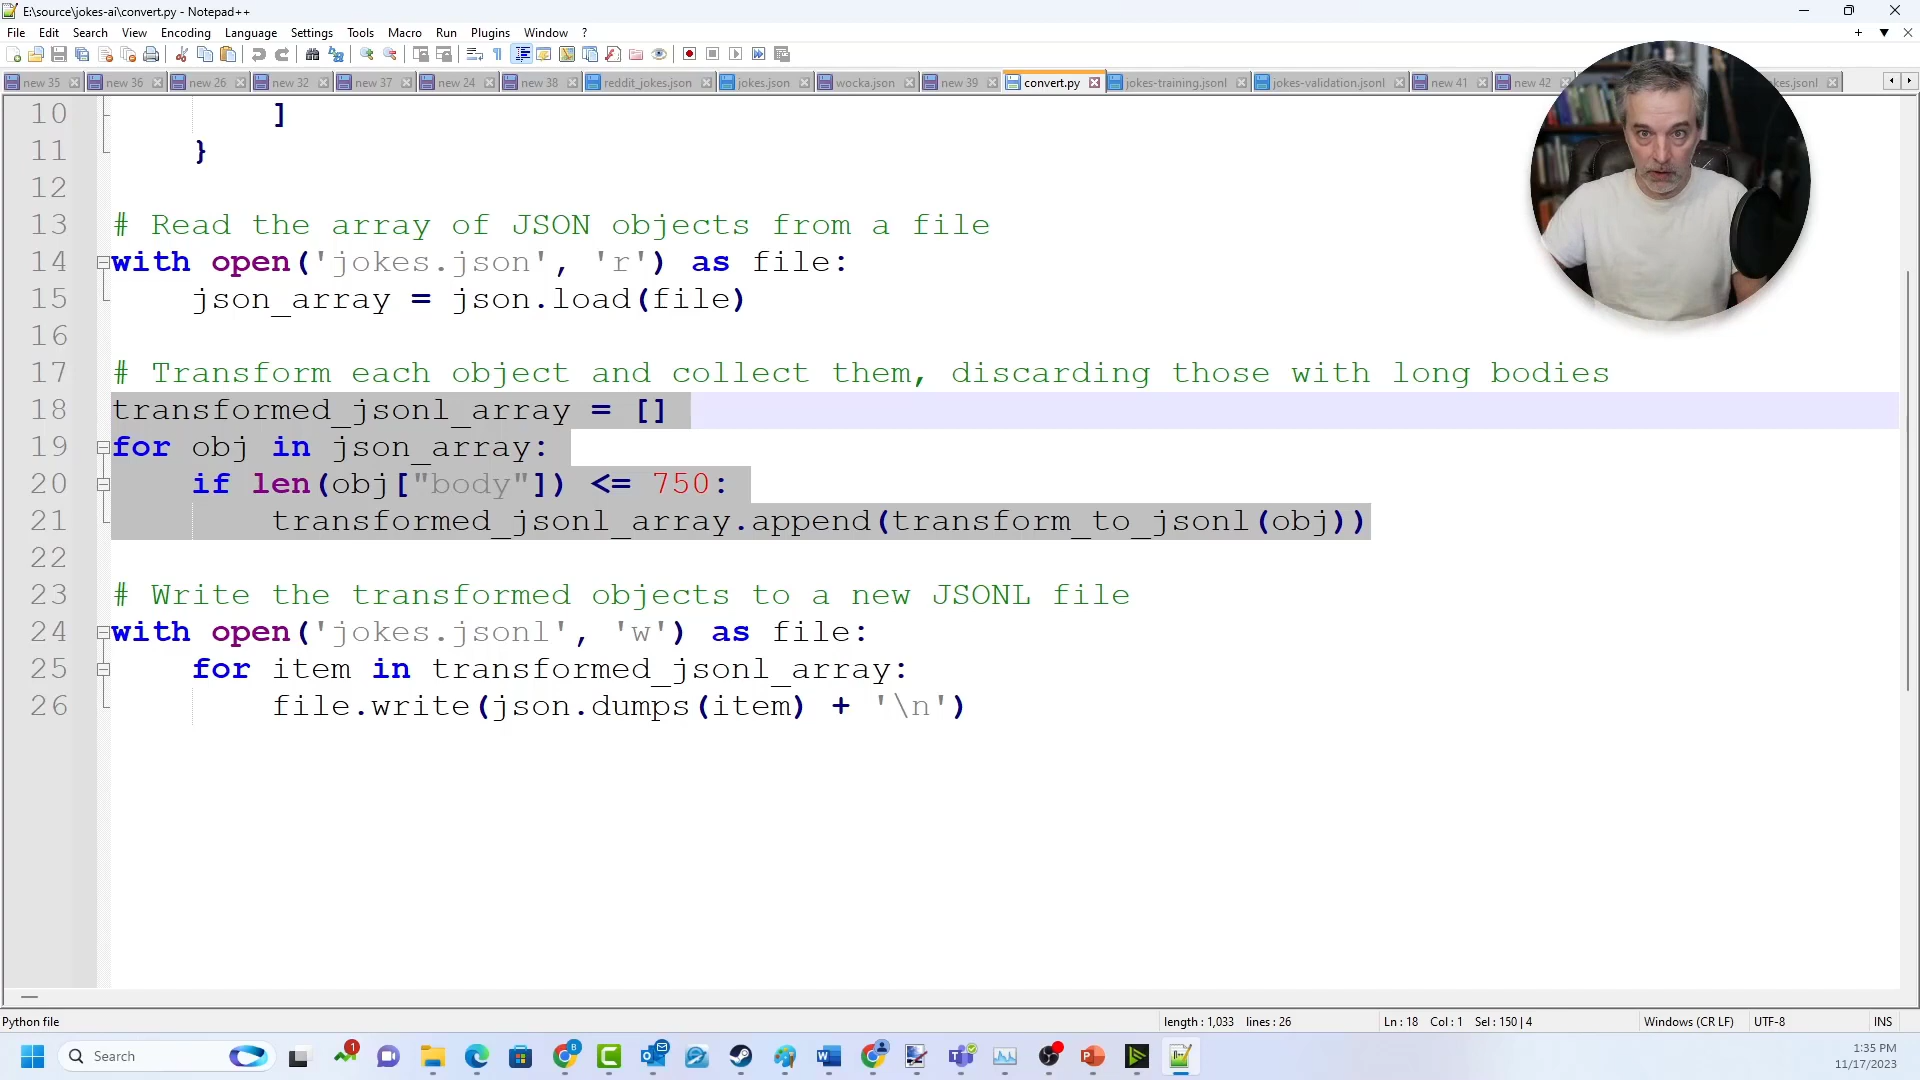 E:\source\jokes-ai\convert.py - Notepad++
File Edit Search View Encoding Language Settings Tools Macro Run Plugins Window ?
new 35 new 36 new 26 new 32 new 37 new 24 new 38 reddit_jokes.json jokes.json wocka.json new 39 convert.py jokes-training.jsonl jokes-validation.jsonl new 41 new 42
10 ]
11 }
12
13 # Read the array of JSON objects from a file
14 with open('jokes.json', 'r') as file:
15 json_array = json.load(file)
16
17 # Transform each object and collect them, discarding those with long bodies
18 transformed_jsonl_array = []
19 for obj in json_array:
20 if len(obj["body"]) <= 750:
21 transformed_jsonl_array.append(transform_to_jsonl(obj))
22
23 # Write the transformed objects to a new JSONL file
24 with open('jokes.jsonl', 'w') as file:
25 for item in transformed_jsonl_array:
26 file.write(json.dumps(item) + '\n')
Python file length : 1,033 lines : 26 Ln : 18 Col : 1 Sel : 150 | 4 Windows (CR LF) UTF-8 INS
Search
1:35 PM
11/17/2023